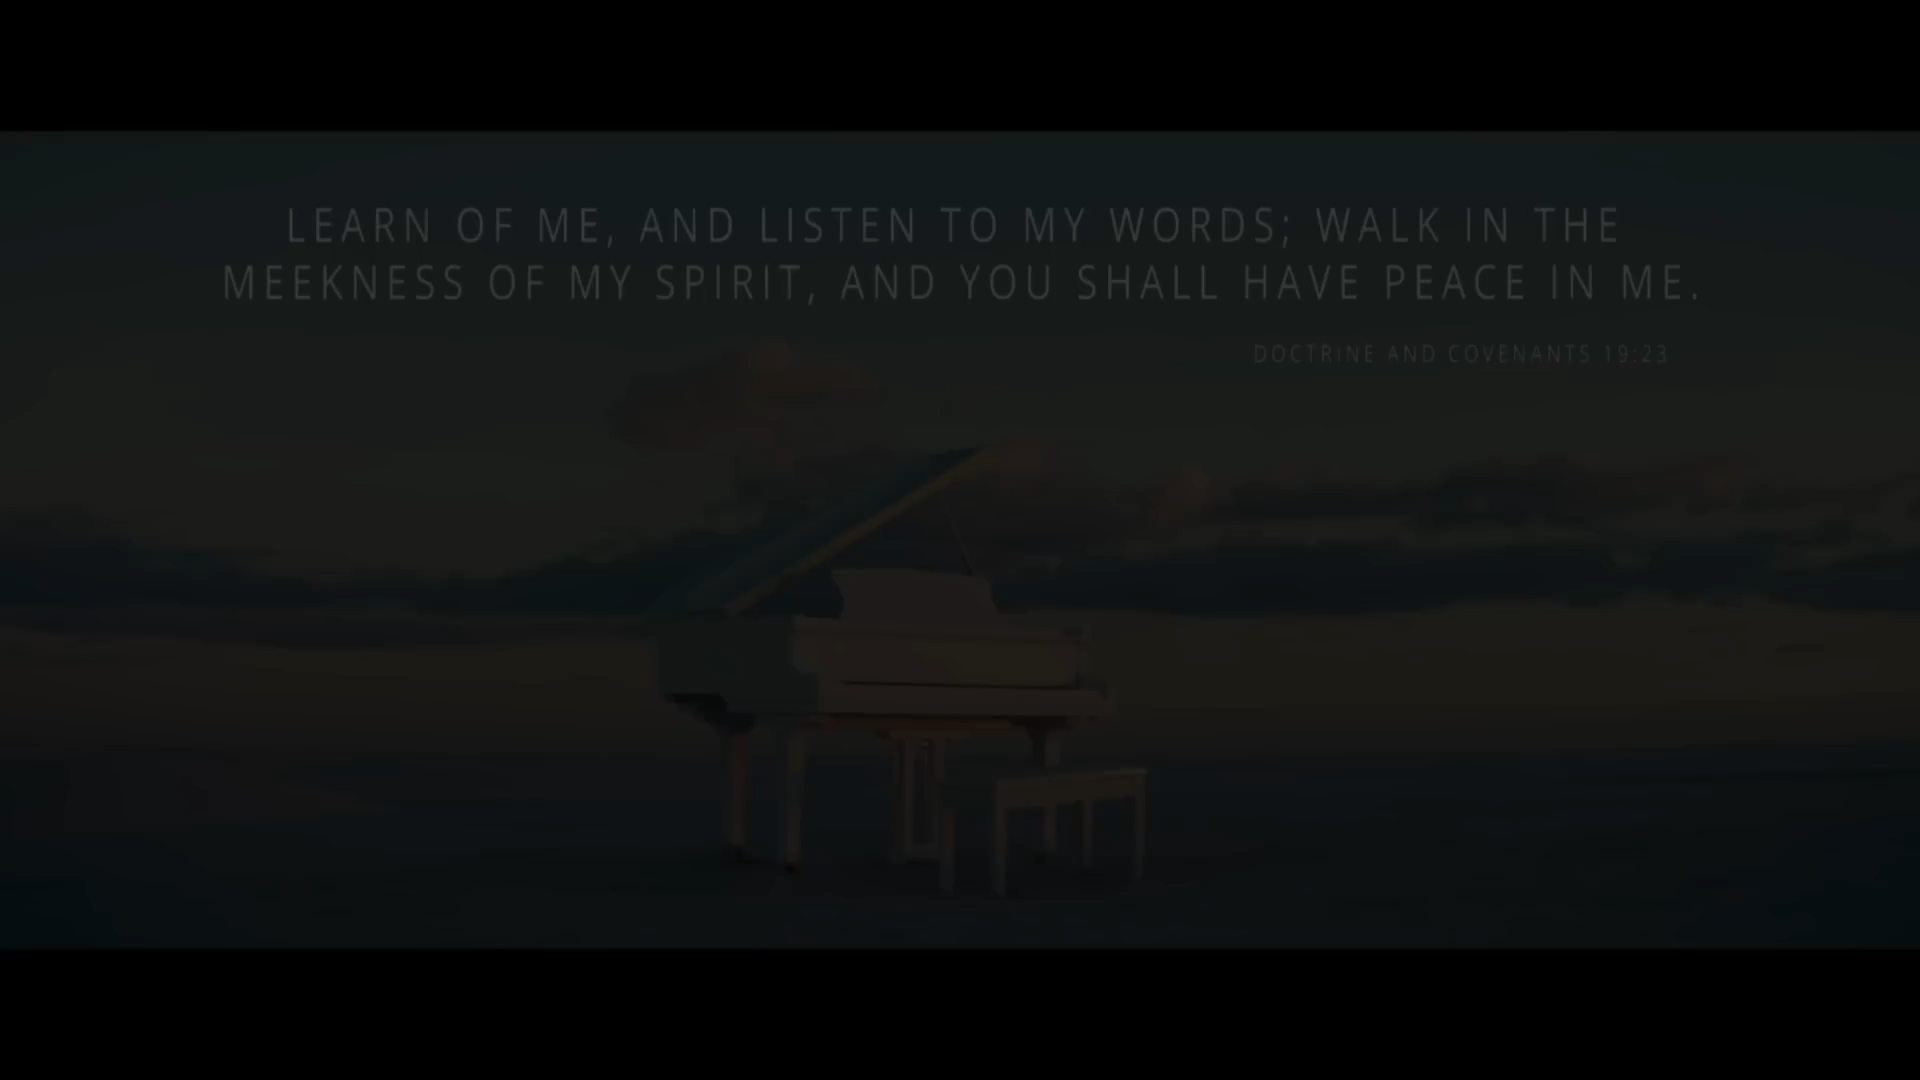 LEARN OF ME, AND LISTEN TO MY WORDS; WALK IN THE
MEEKNESS OF MY SPIRIT, AND YOU SHALL HAVE PEACE IN ME.
DOCTRINE AND COVENANTS 19:23